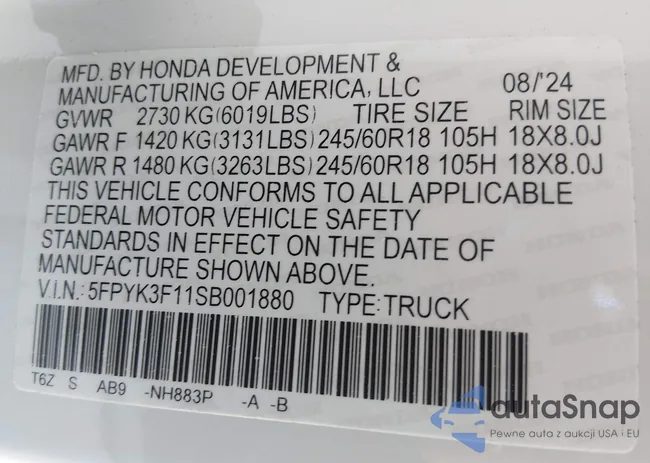 MFD. BY HONDA DEVELOPMENT &
MANUFACTURING OF AMERICA, LLC 08/'24
GVWR 2730 KG(6019LBS) TIRE SIZE RIM SIZE
GAWR F 1420 KG(3131LBS) 245/60R18 105H 18X8.0J
GAWR R 1480 KG(3263LBS) 245/60R18 105H 18X8.0J
THIS VEHICLE CONFORMS TO ALL APPLICABLE
FEDERAL MOTOR VEHICLE SAFETY
STANDARDS IN EFFECT ON THE DATE OF
MANUFACTURE SHOWN ABOVE.
V.I.N.: 5FPYK3F11SB001880 TYPE:TRUCK
T6Z S AB9 -NH883P -A -B
autaSnap
Pewne auta z aukcji USA i EU